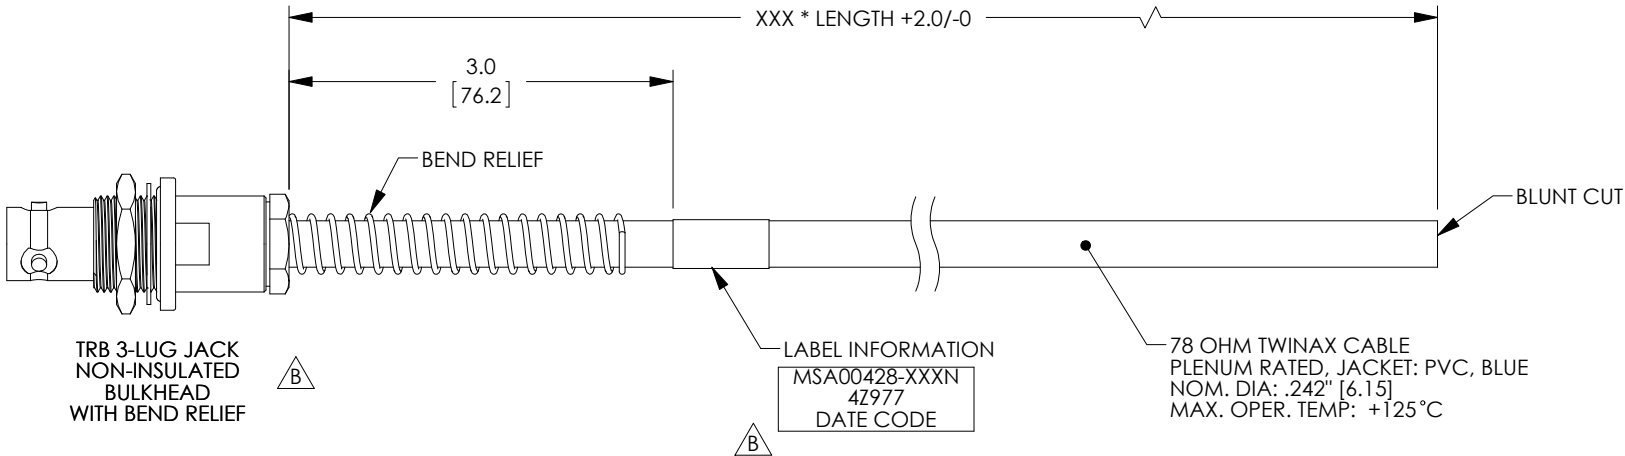 XXX * LENGTH +2.0/-0
3.0
[76.2]
BEND RELIEF
BLUNT CUT
TRB 3-LUG JACK
NON-INSULATED
BULKHEAD
WITH BEND RELIEF
B
LABEL INFORMATION
MSA00428-XXXN
4Z977
DATE CODE
B
78 OHM TWINAX CABLE
PLENUM RATED, JACKET: PVC, BLUE
NOM. DIA: .242" [6.15]
MAX. OPER. TEMP: +125°C